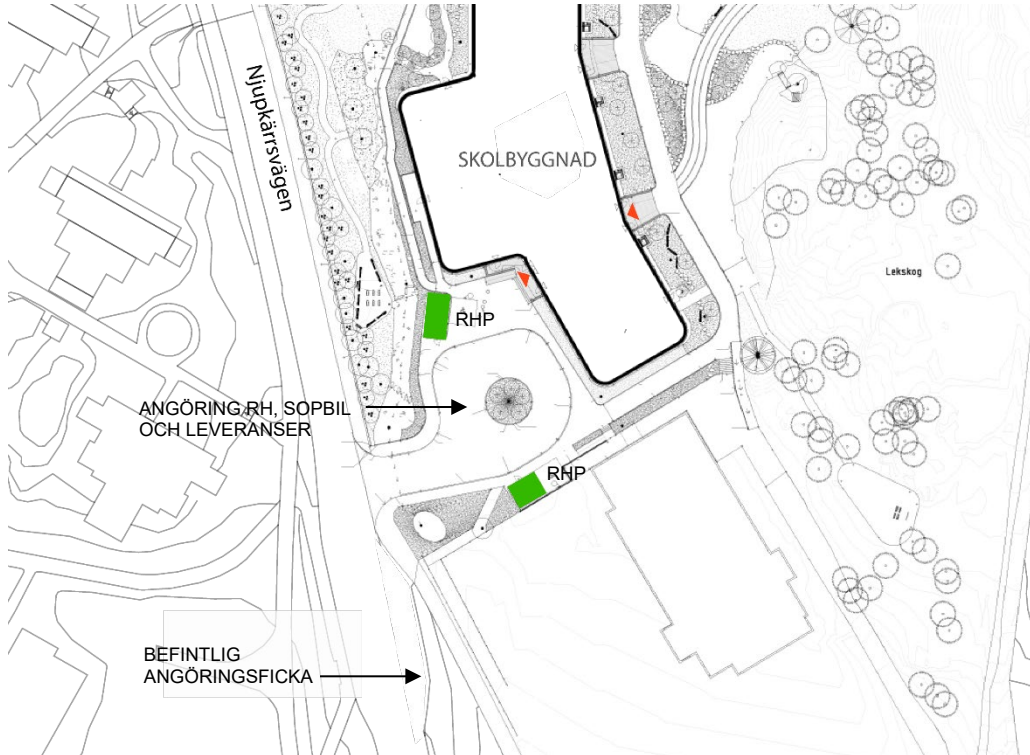 Njupkärrsvägen
SKOLBYGGNAD
Lekskog
RHP
ANGÖRING RH, SOPBIL
OCH LEVERANSER
RHP
BEFINTLIG
ANGÖRINGSFICKA